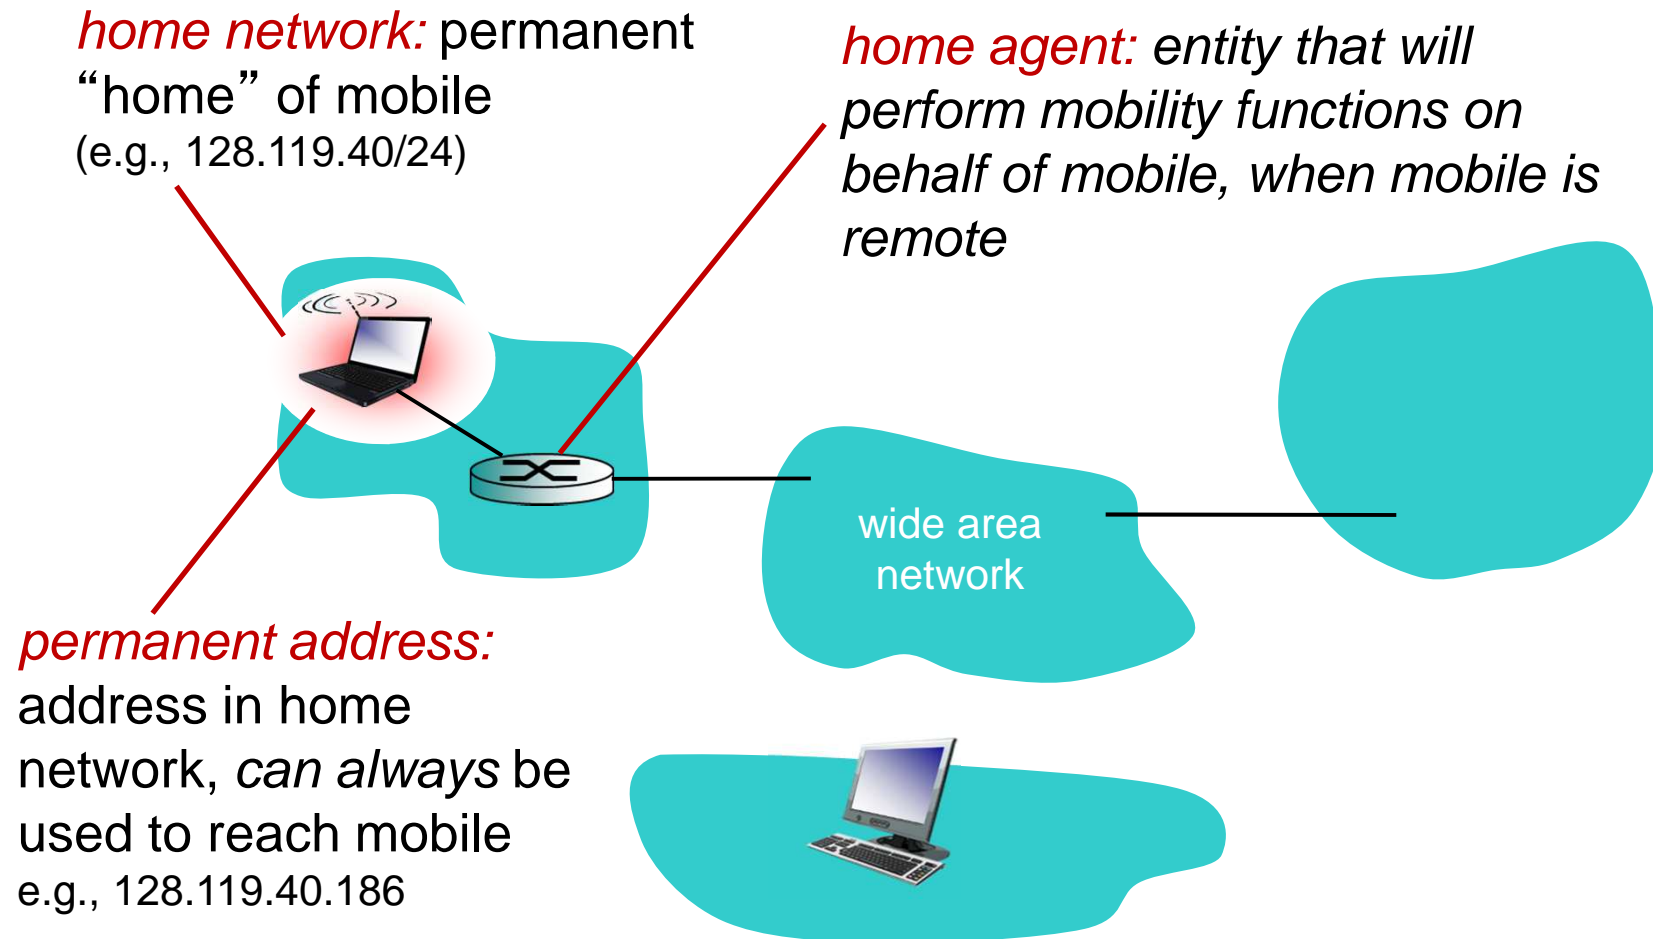 home network: permanent
“home” of mobile
(e.g., 128.119.40/24)
home agent: entity that will
perform mobility functions on
behalf of mobile, when mobile is
remote
wide area
network
permanent address:
address in home
network, can always be
used to reach mobile
e.g., 128.119.40.186